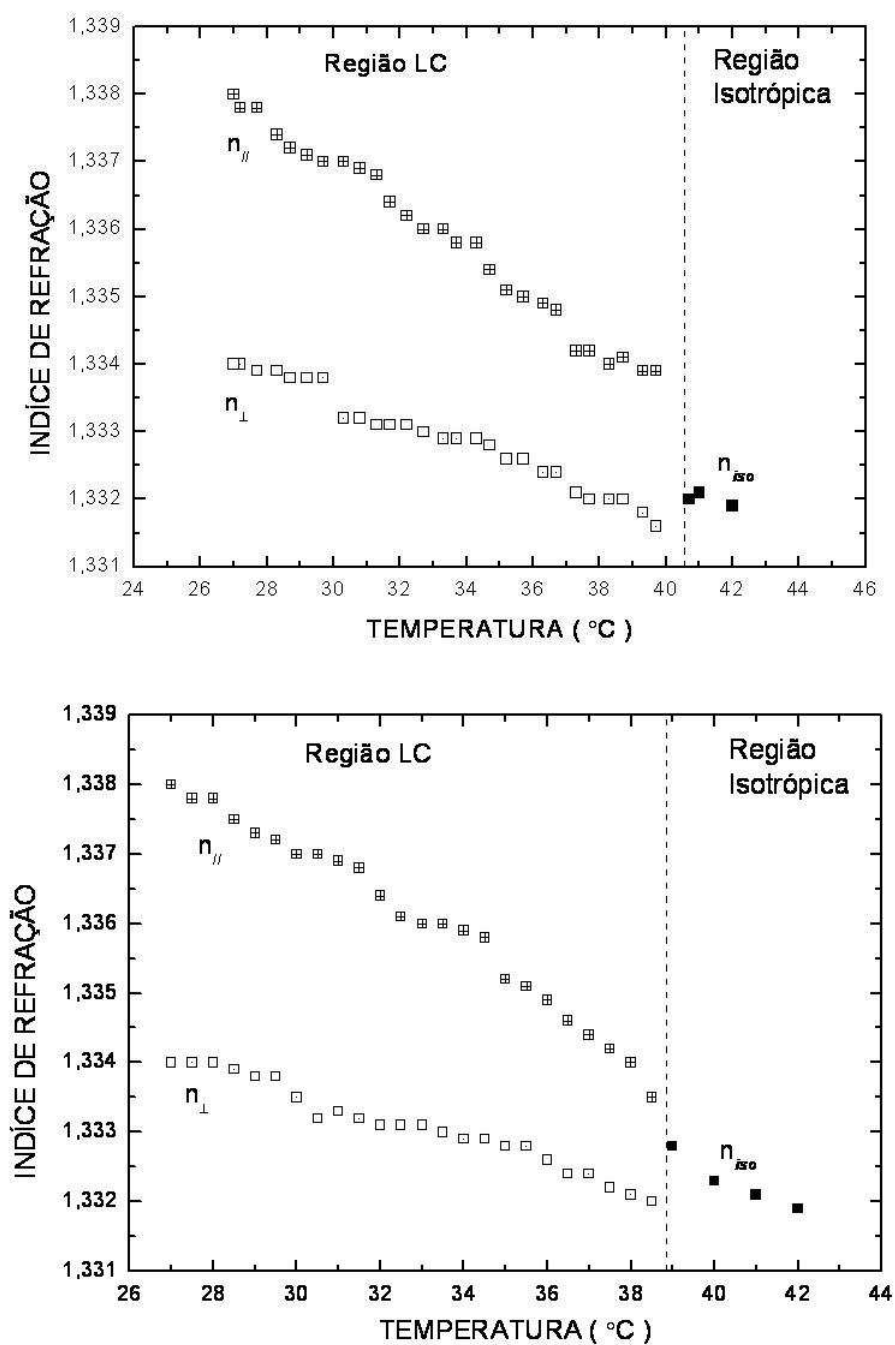 1,339
Região LC
Região
Isotrópica
1,338
n//
1,337
1,336
1,335
1,334
n⊥
1,333
n iso
1,332
1,331
INDÍCE DE REFRAÇÃO
24 26 28 30 32 34 36 38 40 42 44 46
TEMPERATURA ( °C )
1,339
Região LC
Região
Isotrópica
1,338
n//
1,337
1,336
1,335
1,334
n⊥
1,333
n iso
1,332
1,331
INDÍCE DE REFRAÇÃO
26 28 30 32 34 36 38 40 42 44
TEMPERATURA ( °C )